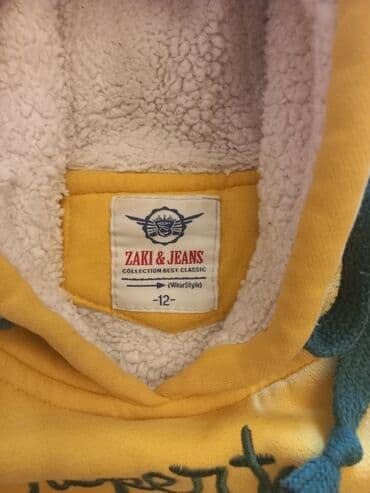 ZAKI & JEANS
COLLECTION BEST CLASSIC
(WearStyle)
-12-